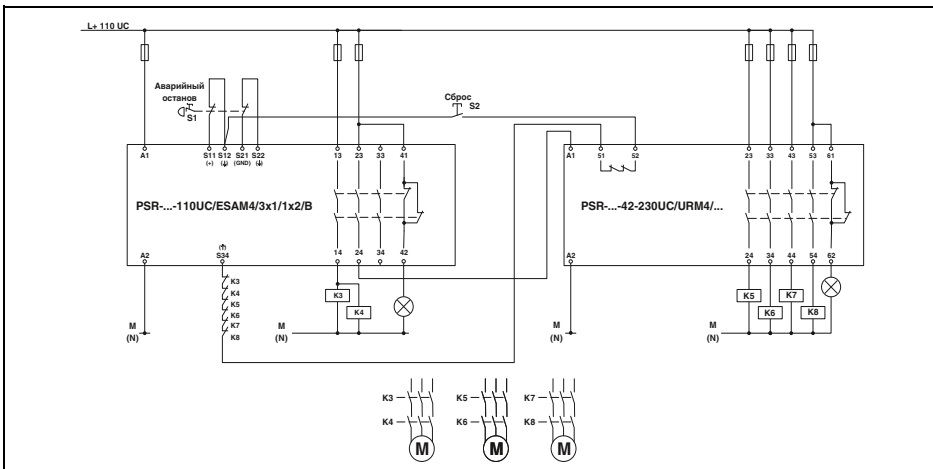 L+ 110 UC
Аварийный
останов
S1
Сброс
S2
A1 S11 S12 S21 S22 13 23 33 41
(+) (↓) (GND) (↓)
A1 51 52 23 33 43 53 61
PSR-...-110UC/ESAM4/3x1/1x2/B
PSR-...-42-230UC/URM4/...
(↑)
A2 S34 14 24 34 42
A2 24 34 44 54 62
K3
K4
K5
K6
K7
K8
K3
K4
K5
K6
K7
K8
M
(N)
M
(N)
M
(N)
K3 K5 K7
K4 K6 K8
M M M